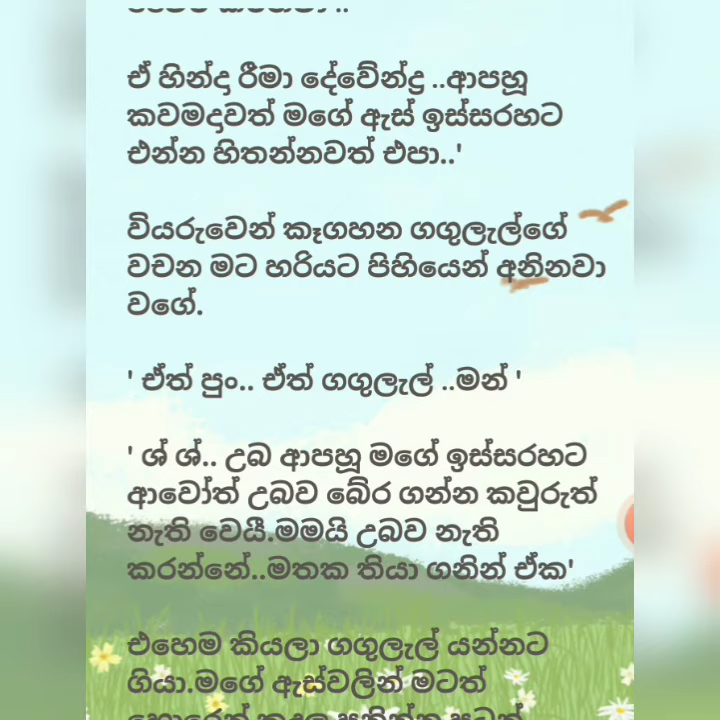 ඒ හින්දා රීමා දේවේන්ද්‍ර ..ආපහු
කවමදාවත් මගේ ඇස් ඉස්සරහට
එන්න හිතන්නවත් එපා..'
වියරුවෙන් කෑගහන ගගුලැල්ගේ
වචන මට හරියට පිහියෙන් අනිනවා
වගේ.
' ඒත් පුං.. ඒත් ගගුලැල් ..මන් '
' ශ් ශ්.. උබ ආපහු මගේ ඉස්සරහට
ආවෝත් උබව බේර ගන්න කවුරුත්
නැති වෙයී.මමයි උබව නැති
කරන්නේ..මතක තියා ගනින් ඒක'
එහෙම කියලා ගගුලැල් යන්නට
ගියා.මගේ ඇස්වලින් මටත්